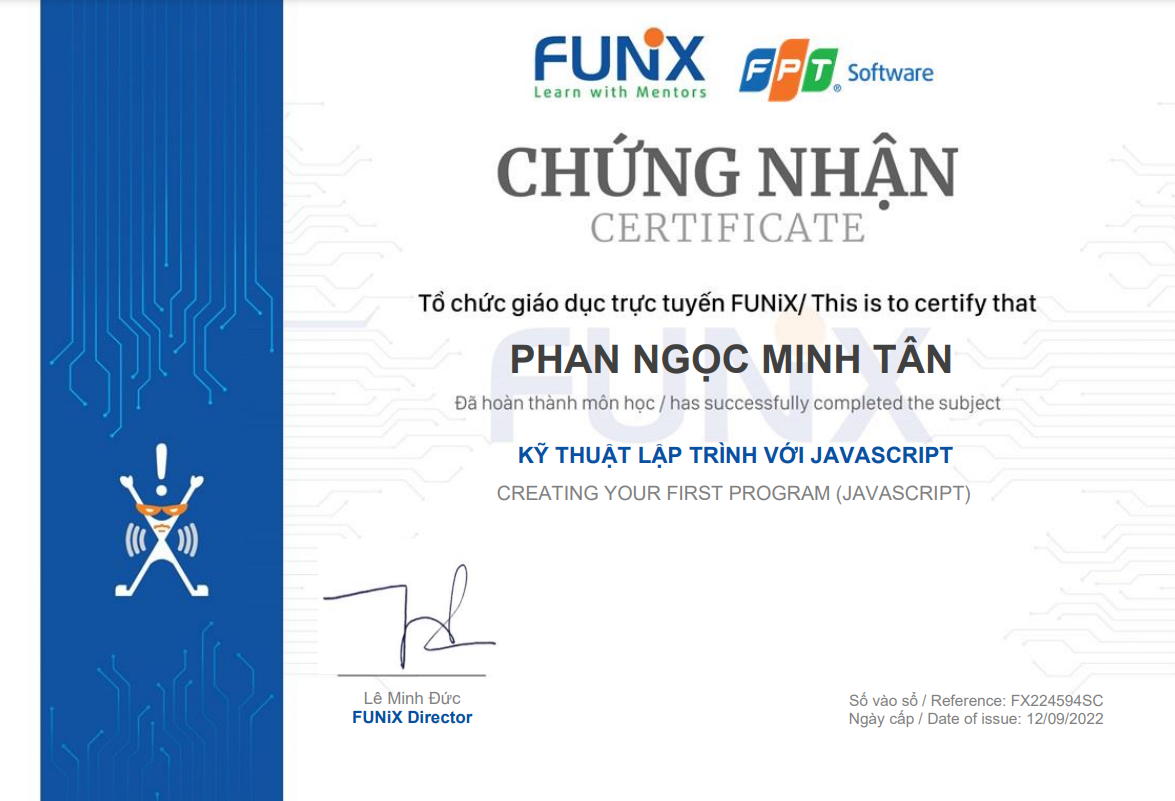 FUNiX
Learn with Mentors
FPT Software
CHỨNG NHẬN
CERTIFICATE
Tổ chức giáo dục trực tuyến FUNiX/ This is to certify that
PHAN NGỌC MINH TÂN
Đã hoàn thành môn học / has successfully completed the subject
KỸ THUẬT LẬP TRÌNH VỚI JAVASCRIPT
CREATING YOUR FIRST PROGRAM (JAVASCRIPT)
Lê Minh Đức
FUNiX Director
Số vào sổ / Reference: FX224594SC
Ngày cấp / Date of issue: 12/09/2022